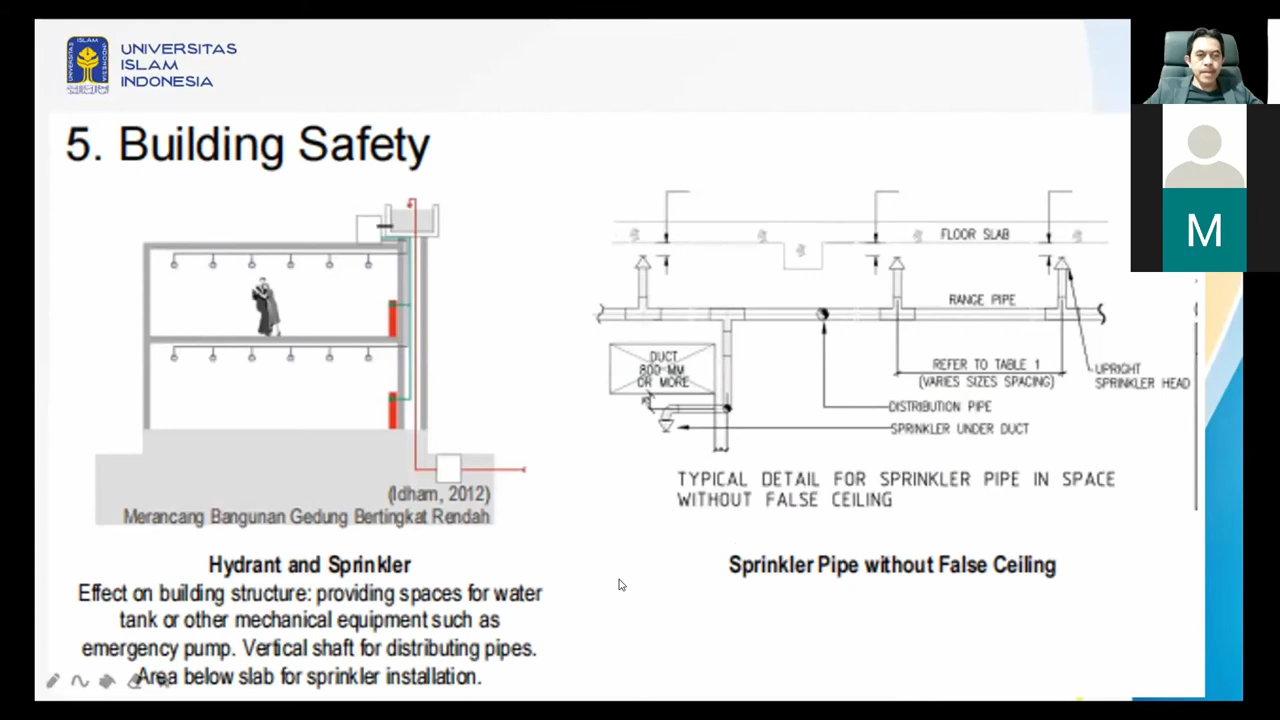 UNIVERSITAS
ISLAM
INDONESIA
5. Building Safety
(Idham, 2012)
Merancang Bangunan Gedung Bertingkat Rendah
Hydrant and Sprinkler
Effect on building structure: providing spaces for water
tank or other mechanical equipment such as
emergency pump. Vertical shaft for distributing pipes.
Area below slab for sprinkler installation.
FLOOR SLAB
RANGE PIPE
DUCT
800 MM
OR MORE
REFER TO TABLE 1
(VARIES SIZES SPACING)
UPRIGHT
SPRINKLER HEAD
DISTRIBUTION PIPE
SPRINKLER UNDER DUCT
TYPICAL DETAIL FOR SPRINKLER PIPE IN SPACE
WITHOUT FALSE CEILING
Sprinkler Pipe without False Ceiling
M